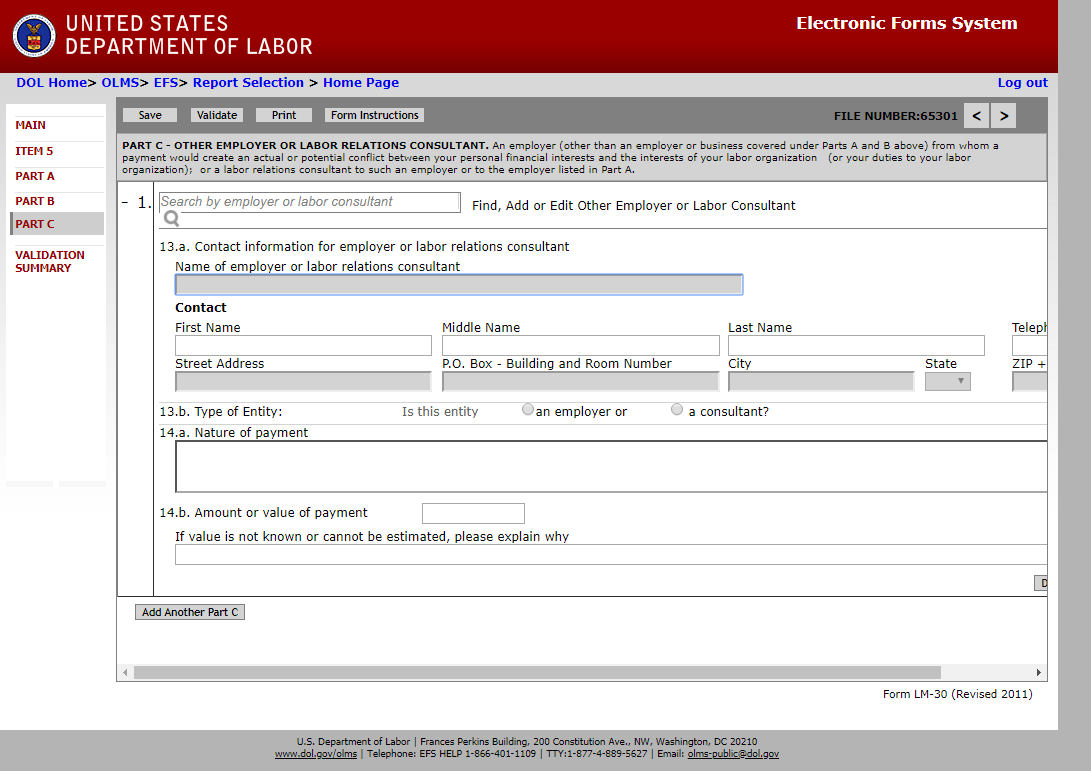 UNITED STATES
DEPARTMENT OF LABOR
Electronic Forms System
DOL Home> OLMS> EFS> Report Selection > Home Page
Log out
MAIN
ITEM 5
PART A
PART B
PART C
VALIDATION
SUMMARY
Save Validate Print Form Instructions
FILE NUMBER:65301 < >
PART C - OTHER EMPLOYER OR LABOR RELATIONS CONSULTANT. An employer (other than an employer or business covered under Parts A and B above) from whom a
payment would create an actual or potential conflict between your personal financial interests and the interests of your labor organization (or your duties to your labor
organization); or a labor relations consultant to such an employer or to the employer listed in Part A.
− 1. Search by employer or labor consultant Find, Add or Edit Other Employer or Labor Consultant
13.a. Contact information for employer or labor relations consultant
Name of employer or labor relations consultant
Contact
First Name Middle Name Last Name Teleph
Street Address P.O. Box - Building and Room Number City State ZIP +
13.b. Type of Entity: Is this entity an employer or a consultant?
14.a. Nature of payment
14.b. Amount or value of payment
If value is not known or cannot be estimated, please explain why
D
Add Another Part C
Form LM-30 (Revised 2011)
U.S. Department of Labor | Frances Perkins Building, 200 Constitution Ave., NW, Washington, DC 20210
www.dol.gov/olms | Telephone: EFS HELP 1-866-401-1109 | TTY:1-877-4-889-5627 | Email: olms-public@dol.gov